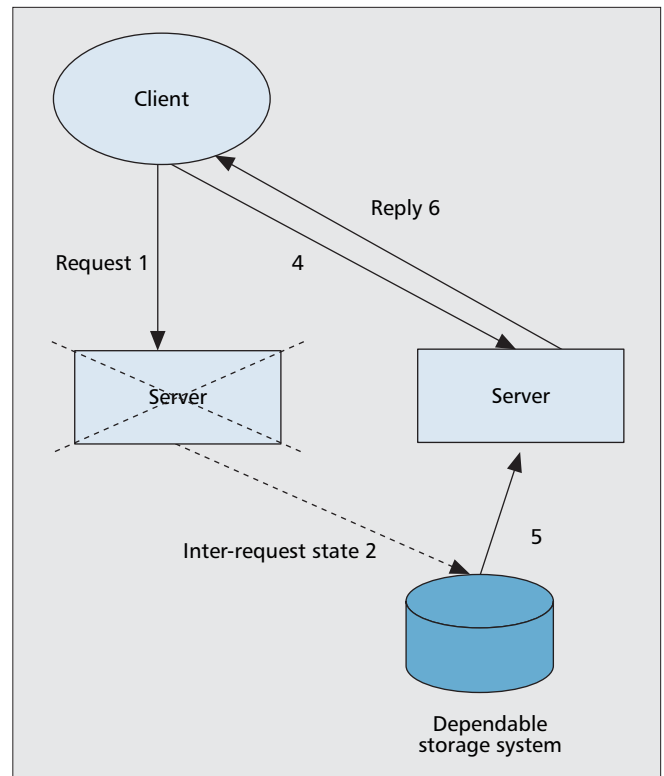 Client
Reply 6
Request 1
4
Server
Server
Inter-request state 2
5
Dependable
storage system